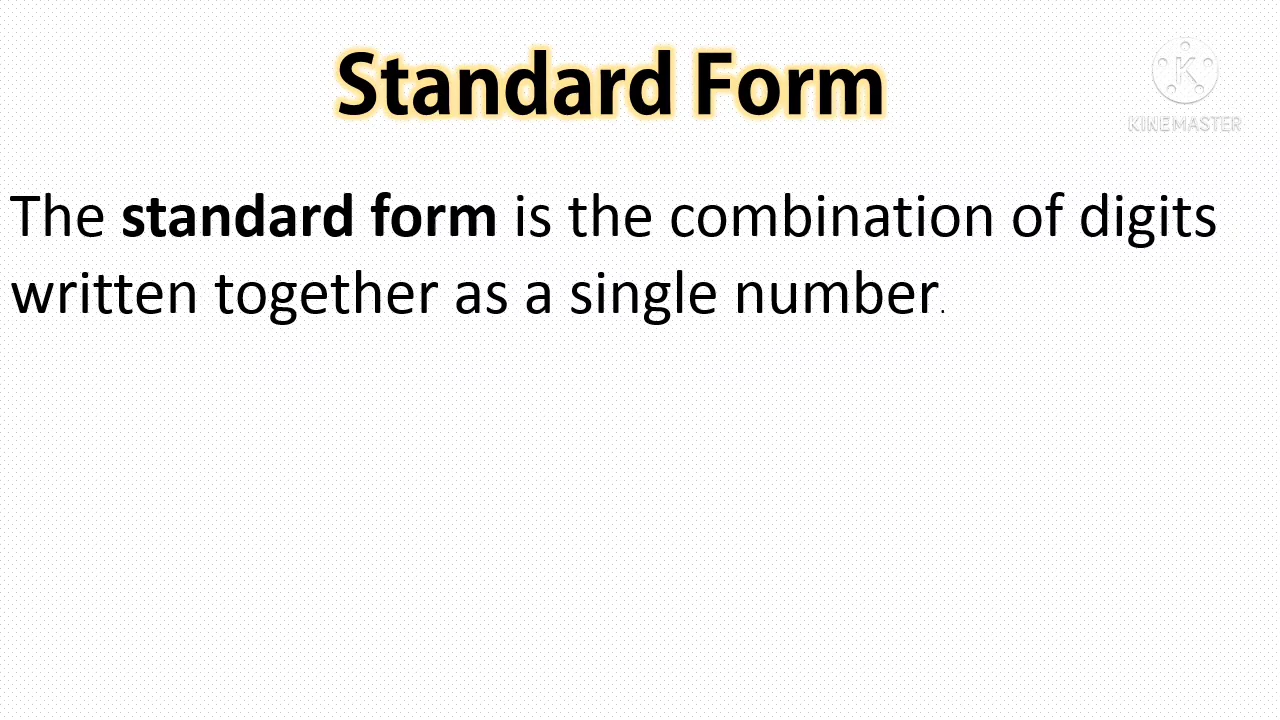 Standard Form
K
KINEMASTER
The standard form is the combination of digits
written together as a single number.